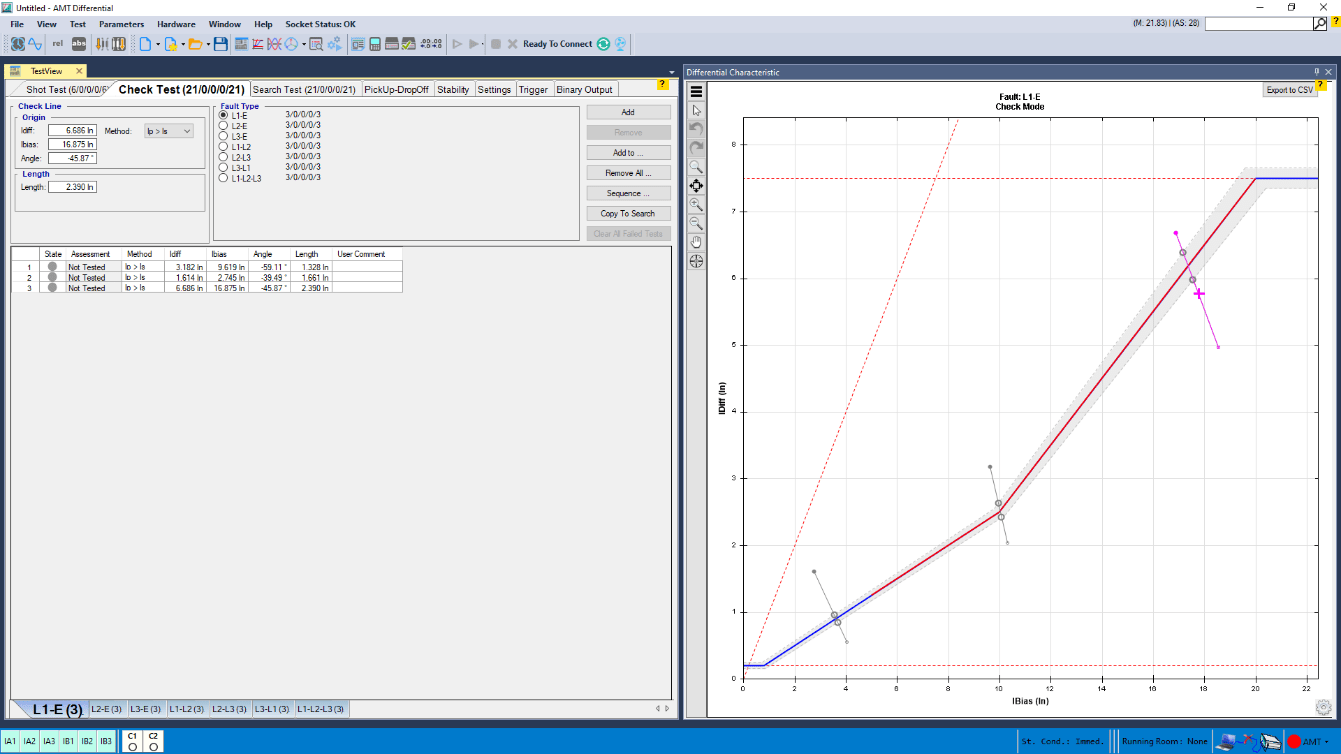 Untitled - AMT Differential
File View Test Parameters Hardware Window Help Socket Status: OK
(M: 21.83) | (AS: 28)
rel abs Ready To Connect
TestView
Shot Test (6/0/0/0/6) Check Test (21/0/0/0/21) Search Test (21/0/0/0/21) PickUp-DropOff Stability Settings Trigger Binary Output
Check Line
Origin
Idiff: 6.686 In Method: Ip > Is
Ibias: 16.875 In
Angle: -45.87 °
Length
Length: 2.390 In
Fault Type
L1-E 3/0/0/0/3
L2-E 3/0/0/0/3
L3-E 3/0/0/0/3
L1-L2 3/0/0/0/3
L2-L3 3/0/0/0/3
L3-L1 3/0/0/0/3
L1-L2-L3 3/0/0/0/3
Add
Remove
Add to ...
Remove All ...
Sequence ...
Copy To Search
Clear All Failed Tests
State Assessment Method Idiff Ibias Angle Length User Comment
1 Not Tested Ip > Is 3.182 In 9.619 In -59.11 ° 1.328 In
2 Not Tested Ip > Is 1.614 In 2.745 In -39.49 ° 1.661 In
3 Not Tested Ip > Is 6.686 In 16.875 In -45.87 ° 2.390 In
L1-E (3) L2-E (3) L3-E (3) L1-L2 (3) L2-L3 (3) L3-L1 (3) L1-L2-L3 (3)
Differential Characteristic
Export to CSV
Fault: L1-E
Check Mode
IDiff (In)
8
7
6
5
4
3
2
1
0
0 2 4 6 8 10 12 14 16 18 20 22
IBias (In)
IA1 IA2 IA3 IB1 IB2 IB3 C1 C2
St. Cond.: Immed. Running Room: None AMT